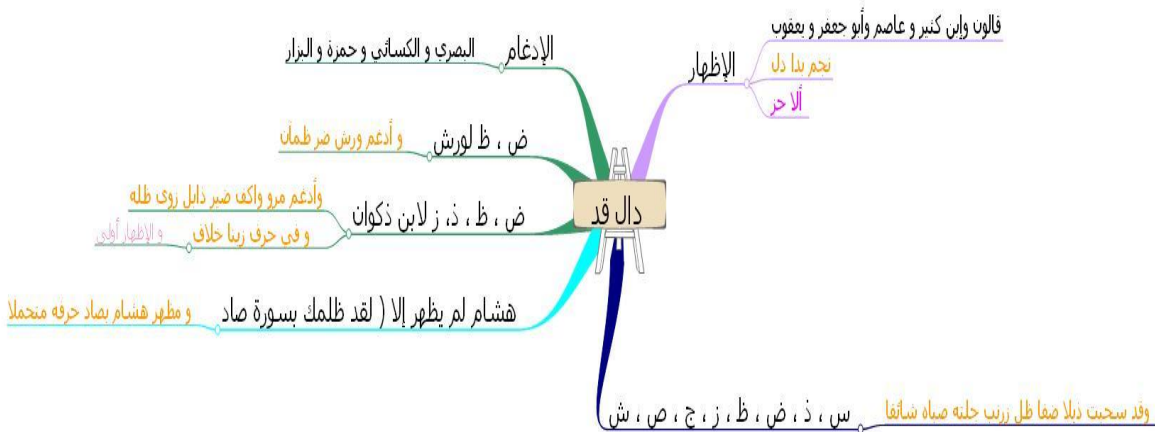 دال قد
قالون وإبن كثير و عاصم وأبو جعفر و يعقوب
الإظهار
نجم بدا دل
ألا حز
الإدغام
البصري و الكسائي و حمزة و البزار
ض ، ظ لورش
و أدغم ورش ضر ظمآن
ض ، ظ ، ذ، ز لابن ذكوان
وأدغم مرو واكف ضير ذابل زوى ظله
و في حرف زينا خلاف
و الإظهار أولى
هشام لم يظهر إلا ( لقد ظلمك بسورة صاد
و مظهر هشام بصاد حرفه متحملا
س ، ذ ، ض ، ظ ، ز ، ج ، ص ، ش
وقد سحبت ذيلا ضفا ظل زرنب جلته صباه شائقا